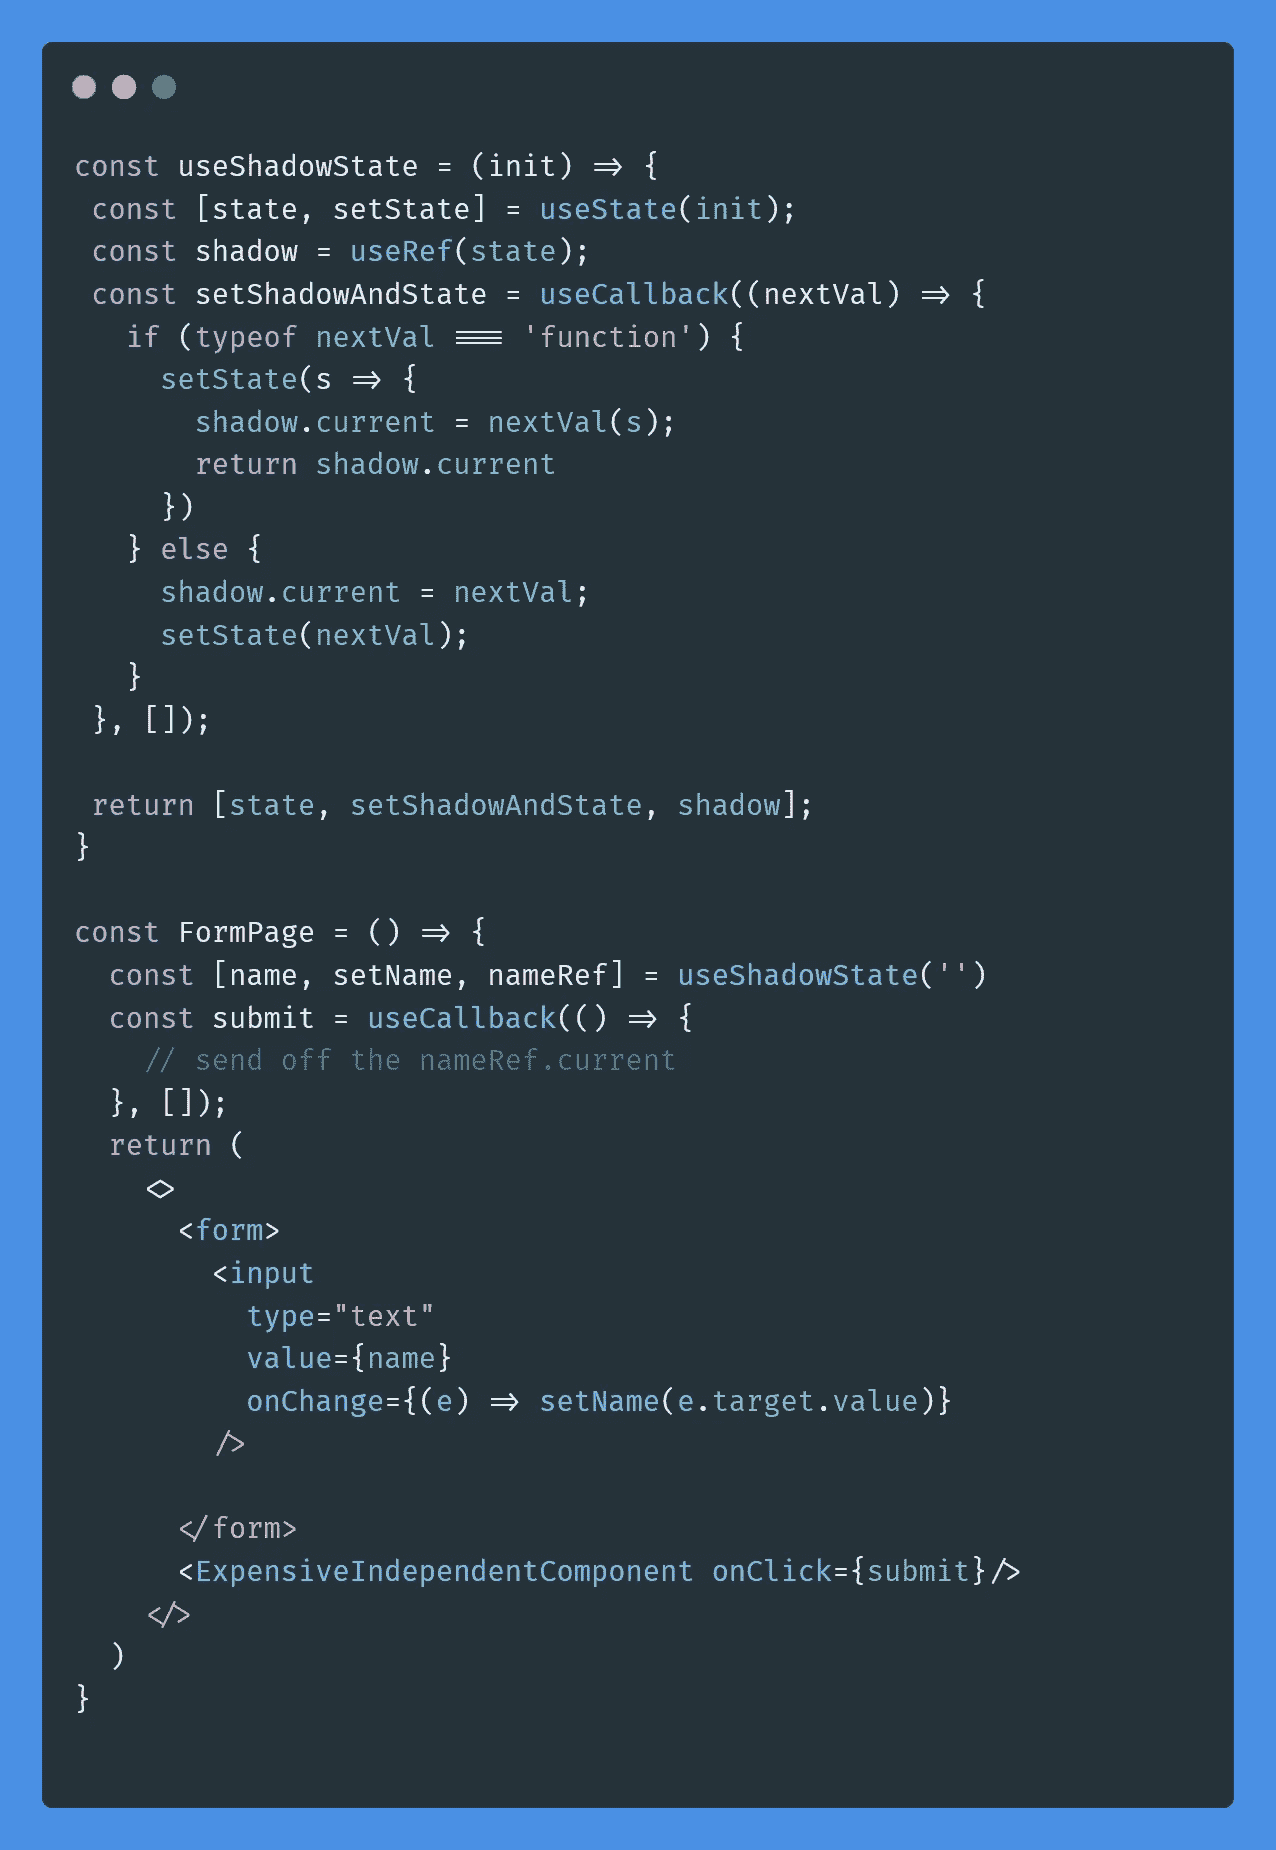 const useShadowState = (init) => {
 const [state, setState] = useState(init);
 const shadow = useRef(state);
 const setShadowAndState = useCallback((nextVal) => {
   if (typeof nextVal === 'function') {
     setState(s => {
       shadow.current = nextVal(s);
       return shadow.current
     })
   } else {
     shadow.current = nextVal;
     setState(nextVal);
   }
 }, []);

 return [state, setShadowAndState, shadow];
}

const FormPage = () => {
  const [name, setName, nameRef] = useShadowState('')
  const submit = useCallback(() => {
    // send off the nameRef.current
  }, []);
  return (
    <>
      <form>
        <input
          type="text"
          value={name}
          onChange={(e) => setName(e.target.value)}
        />

      </form>
      <ExpensiveIndependentComponent onClick={submit}/>
    </>
  )
}